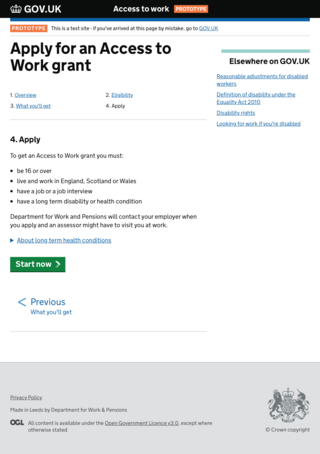 GOV.UK
Access to work PROTOTYPE
PROTOTYPE This is a test site - if you've arrived at this page by mistake, go to GOV.UK
Apply for an Access to
Work grant
1. Overview
2. Eligibility
3. What you'll get
4. Apply
4. Apply
To get an Access to Work grant you must:
be 16 or over
live and work in England, Scotland or Wales
have a job or a job interview
have a long term disability or health condition
Department for Work and Pensions will contact your employer when
you apply and an assessor might have to visit you at work.
About long term health conditions
Start now
Previous
What you'll get
Elsewhere on GOV.UK
Reasonable adjustments for disabled
workers
Definition of disability under the
Equality Act 2010
Disability rights
Looking for work if you're disabled
Privacy Policy
Made in Leeds by Department for Work & Pensions
OGL All content is available under the Open Government Licence v3.0, except where
otherwise stated
© Crown copyright